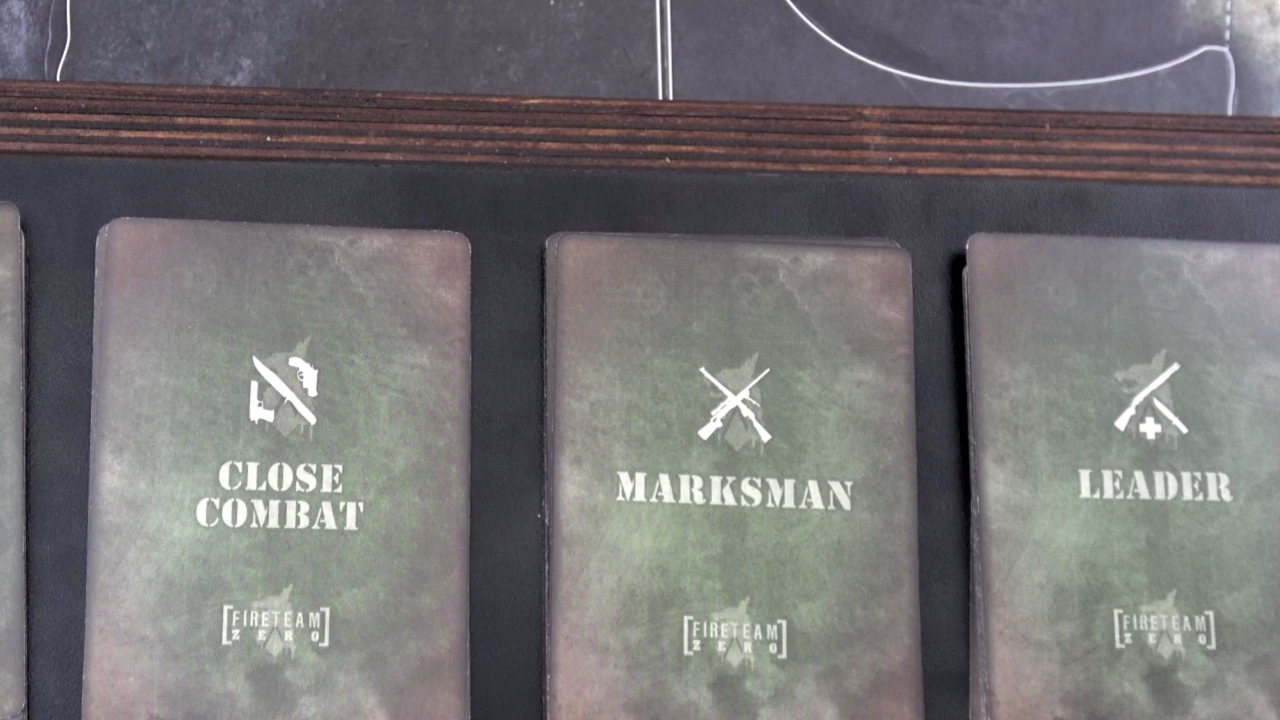 CLOSE
COMBAT
FIRETEAM
ZERO
MARKSMAN
FIRETEAM
ZERO
LEADER
FIRETEAM
ZERO